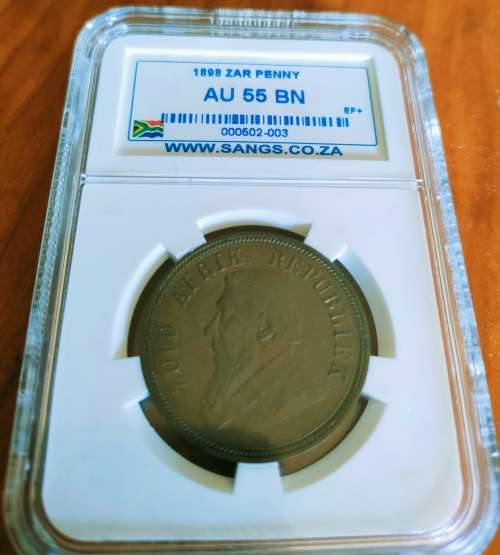 1898 ZAR PENNY
AU 55 BN
EF+
000502-003
WWW.SANGS.CO.ZA
ZUID AFRIK. REPUBLIEK